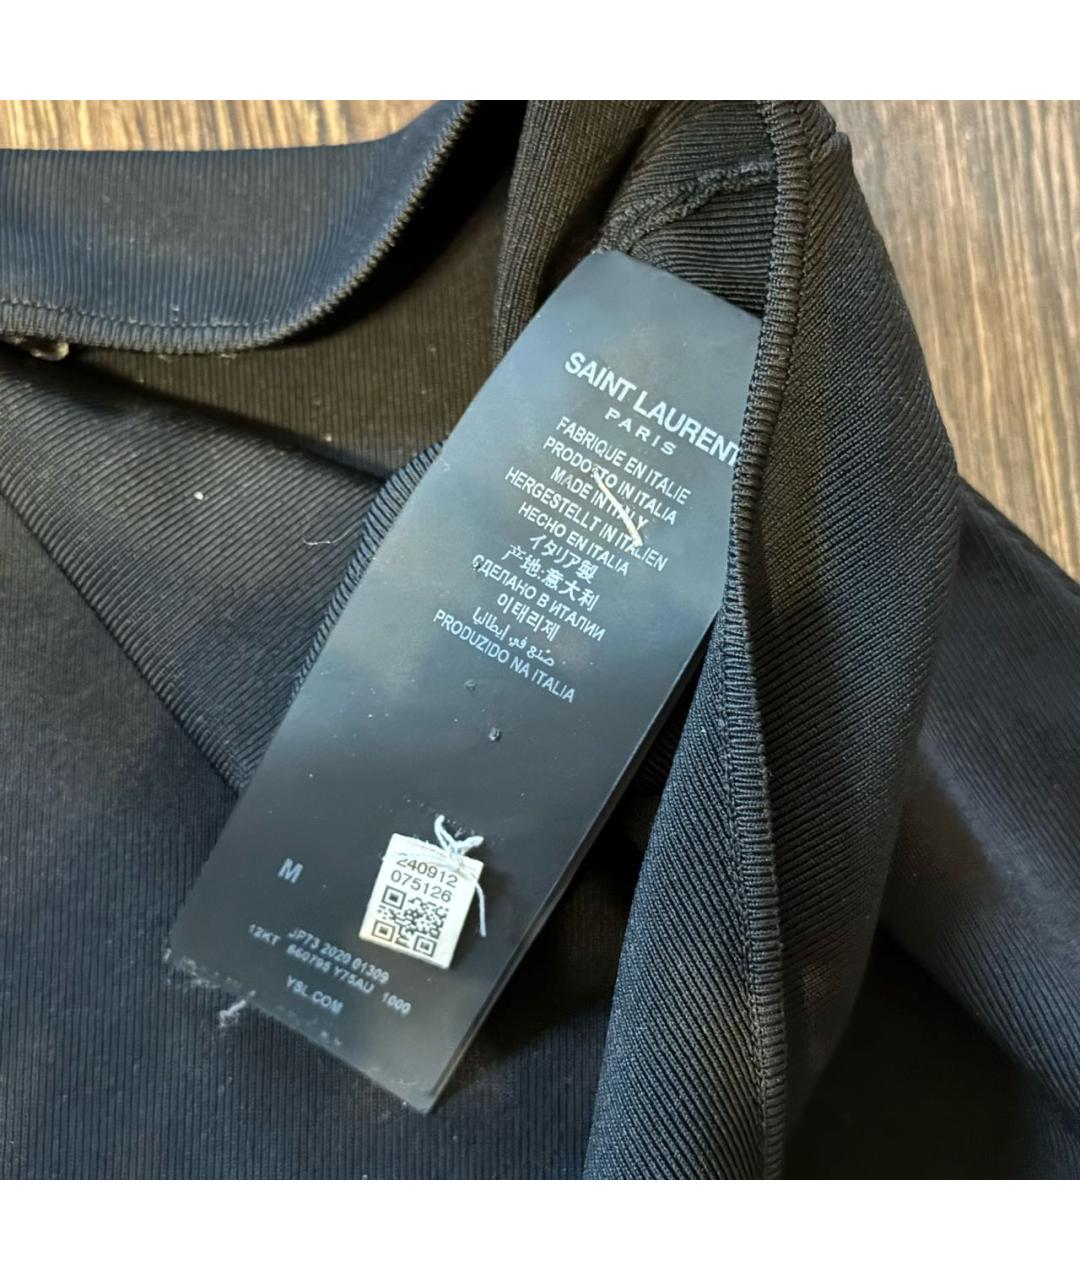 SAINT LAURENT
PARIS
FABRIQUE EN ITALIE
PRODOTTO IN ITALIA
MADE IN ITALY
HERGESTELLT IN ITALIEN
HECHO EN ITALIA
イタリア製
产地:意大利
СДЕЛАНО В ИТАЛИИ
이태리제
صنع في إيطاليا
PRODUZIDO NA ITALIA
M
240912
075126
JP73 2020 01309
12KT 660795 Y75AU 1000
YSL.COM